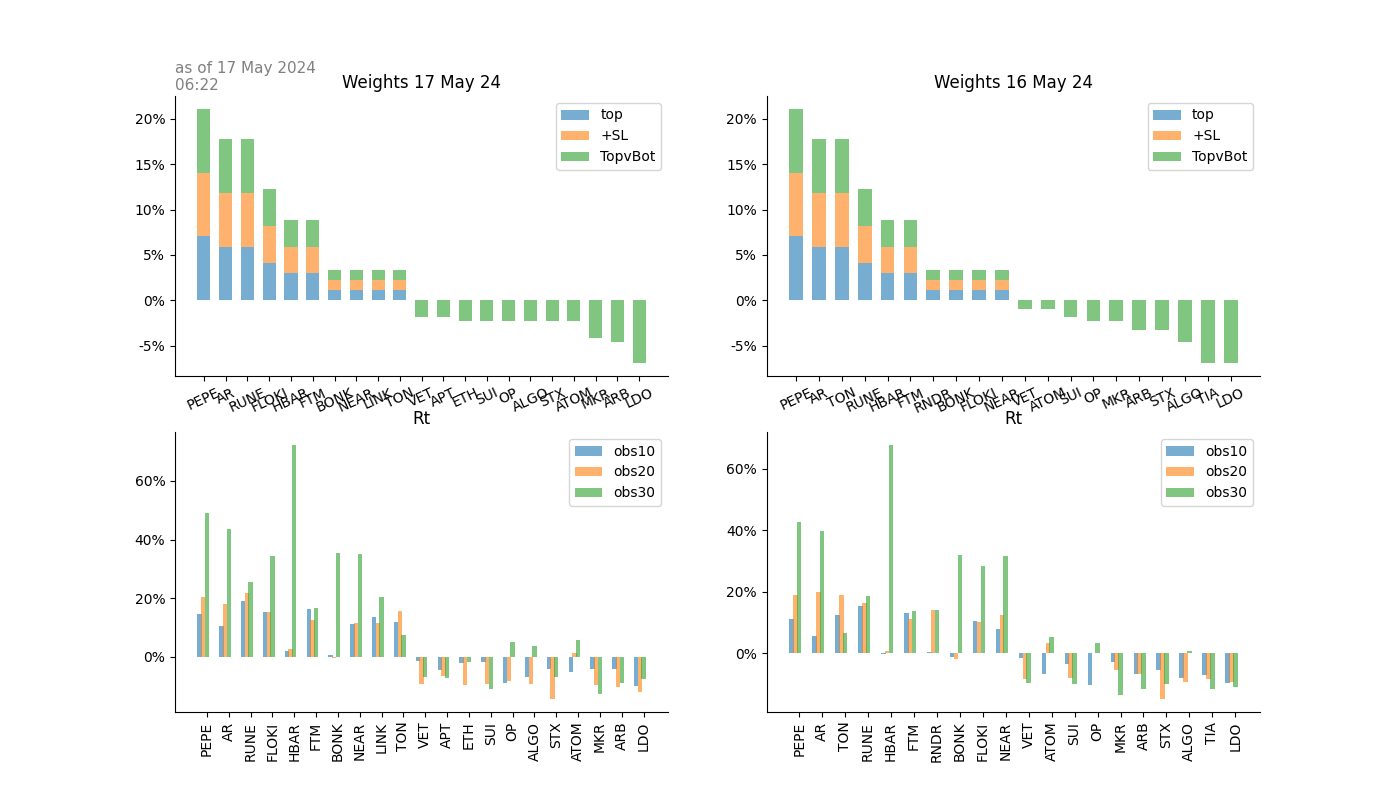 as of 17 May 2024
06:22
Weights 17 May 24
20%
15%
10%
5%
0%
-5%
top
+SL
TopvBot
PEPE AR RUNE FLOKI HBAR FTM BONK NEAR LINK TON VET APT ETH SUI OP ALGO STX ATOM MKR ARB LDO
Weights 16 May 24
20%
15%
10%
5%
0%
-5%
top
+SL
TopvBot
PEPE AR TON RUNE HBAR FTM RNDR BONK FLOKI NEAR VET ATOM SUI OP MKR ARB STX ALGO TIA LDO
Rt
60%
40%
20%
0%
obs10
obs20
obs30
PEPE AR RUNE FLOKI HBAR FTM BONK NEAR LINK TON VET APT ETH SUI OP ALGO STX ATOM MKR ARB LDO
Rt
60%
40%
20%
0%
obs10
obs20
obs30
PEPE AR TON RUNE HBAR FTM RNDR BONK FLOKI NEAR VET ATOM SUI OP MKR ARB STX ALGO TIA LDO